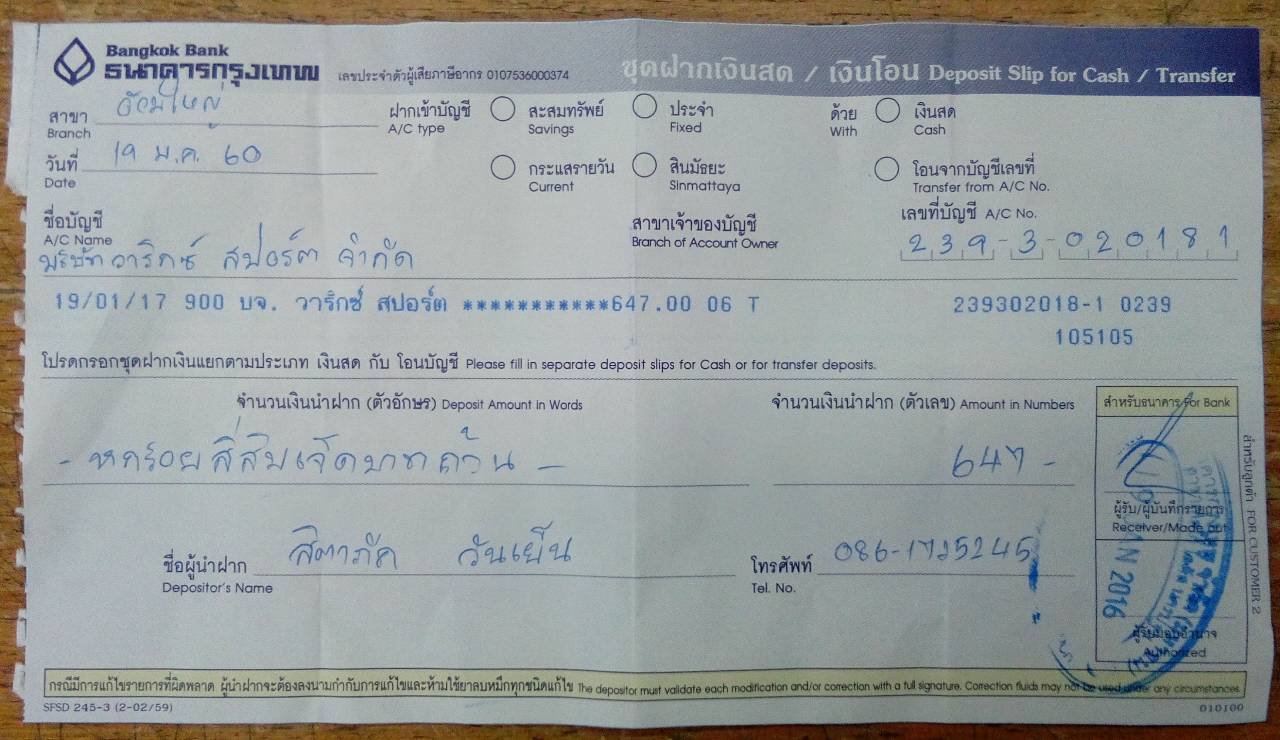 Bangkok Bank
ธนาคารกรุงเทพ เลขประจำตัวผู้เสียภาษีอากร 0107536000374 ชุดฝากเงินสด / เงินโอน Deposit Slip for Cash / Transfer
สาขา อ้อมใหญ่ ฝากเข้าบัญชี สะสมทรัพย์ ประจำ ด้วย เงินสด
Branch A/C type Savings Fixed With Cash
วันที่ 19 ม.ค. 60 กระแสรายวัน สินมัธยะ โอนจากบัญชีเลขที่
Date Current Sinmattaya Transfer from A/C No.
ชื่อบัญชี สาขาเจ้าของบัญชี เลขที่บัญชี A/C No.
A/C Name Branch of Account Owner 239-3-020181
บริษัท วาริกซ์ สปอร์ต จำกัด
19/01/17 900 บจ. วาริกซ์ สปอร์ต ***********647.00 06 T 239302018-1 0239
105105
โปรดกรอกชุดฝากเงินแยกตามประเภท เงินสด กับ โอนบัญชี Please fill in separate deposit slips for Cash or for transfer deposits.
จำนวนเงินนำฝาก (ตัวอักษร) Deposit Amount in Words จำนวนเงินนำฝาก (ตัวเลข) Amount in Numbers สำหรับธนาคาร For Bank
- หกร้อยสี่สิบเจ็ดบาทถ้วน - 647 -
ผู้รับ/ผู้บันทึกรายการ
Receiver/Made out
ชื่อผู้นำฝาก วันเย็น โทรศัพท์ 086-1725245
Depositor's Name Tel. No.
JAN 2016
ผู้รับมอบอำนาจ
Authorized
สำหรับลูกค้า FOR CUSTOMER 2
กรณีมีการแก้ไขรายการที่ผิดพลาด ผู้นำฝากจะต้องลงนามกำกับการแก้ไขและห้ามใช้ยาลบหมึกทุกชนิดแก้ไข The depositor must validate each modification and/or correction with a full signature. Correction fluids may not be used under any circumstances.
SFSD 245-3 (2-02/59) 010100